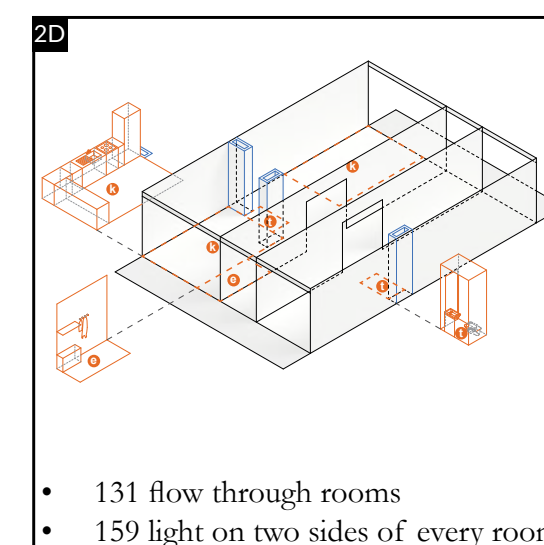 2D
k
k
t
k
e
t
t
e
• 131 flow through rooms
• 159 light on two sides of every room